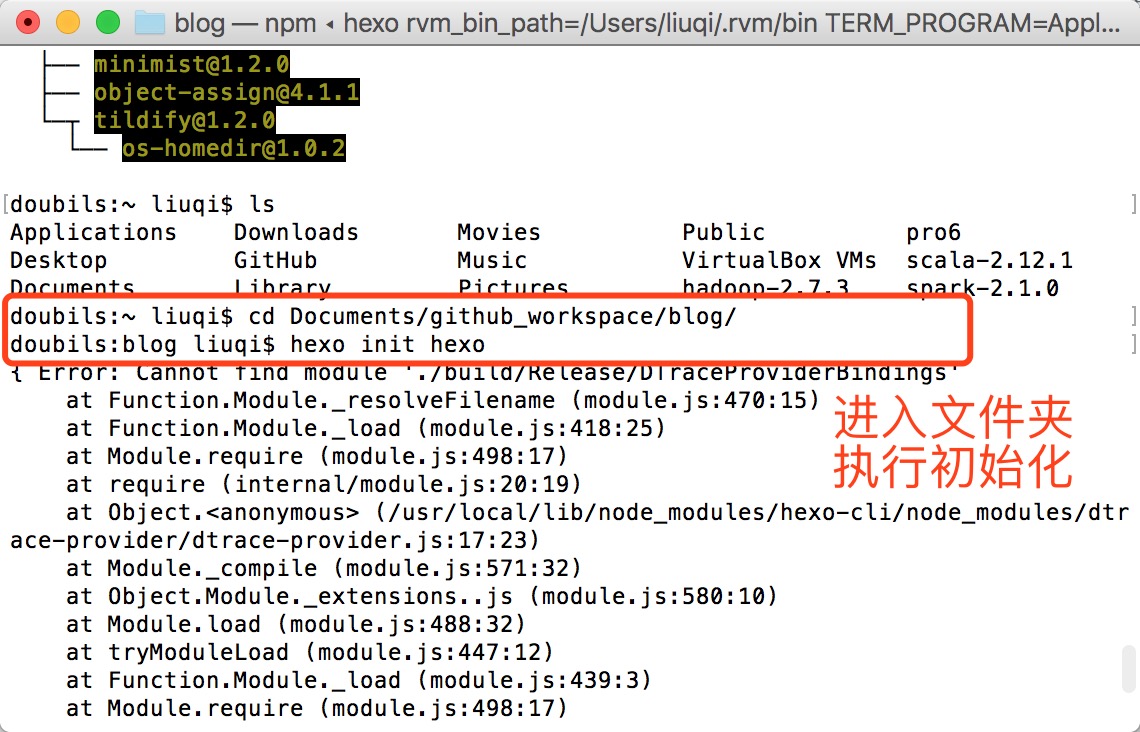 blog — npm ◂ hexo rvm_bin_path=/Users/liuqi/.rvm/bin TERM_PROGRAM=Appl...
├── minimist@1.2.0
├── object-assign@4.1.1
└─┬ tildify@1.2.0
└── os-homedir@1.0.2
[doubils:~ liuqi$ ls ]
Applications Downloads Movies Public pro6
Desktop GitHub Music VirtualBox VMs scala-2.12.1
Documents Library Pictures hadoop-2.7.3 spark-2.1.0
doubils:~ liuqi$ cd Documents/github_workspace/blog/ ]
doubils:blog liuqi$ hexo init hexo ]
{ Error: Cannot find module './build/Release/DTraceProviderBindings'
at Function.Module._resolveFilename (module.js:470:15)
at Function.Module._load (module.js:418:25)
at Module.require (module.js:498:17)
at require (internal/module.js:20:19)
at Object.<anonymous> (/usr/local/lib/node_modules/hexo-cli/node_modules/dtr
ace-provider/dtrace-provider.js:17:23)
at Module._compile (module.js:571:32)
at Object.Module._extensions..js (module.js:580:10)
at Module.load (module.js:488:32)
at tryModuleLoad (module.js:447:12)
at Function.Module._load (module.js:439:3)
at Module.require (module.js:498:17)
进入文件夹
执行初始化